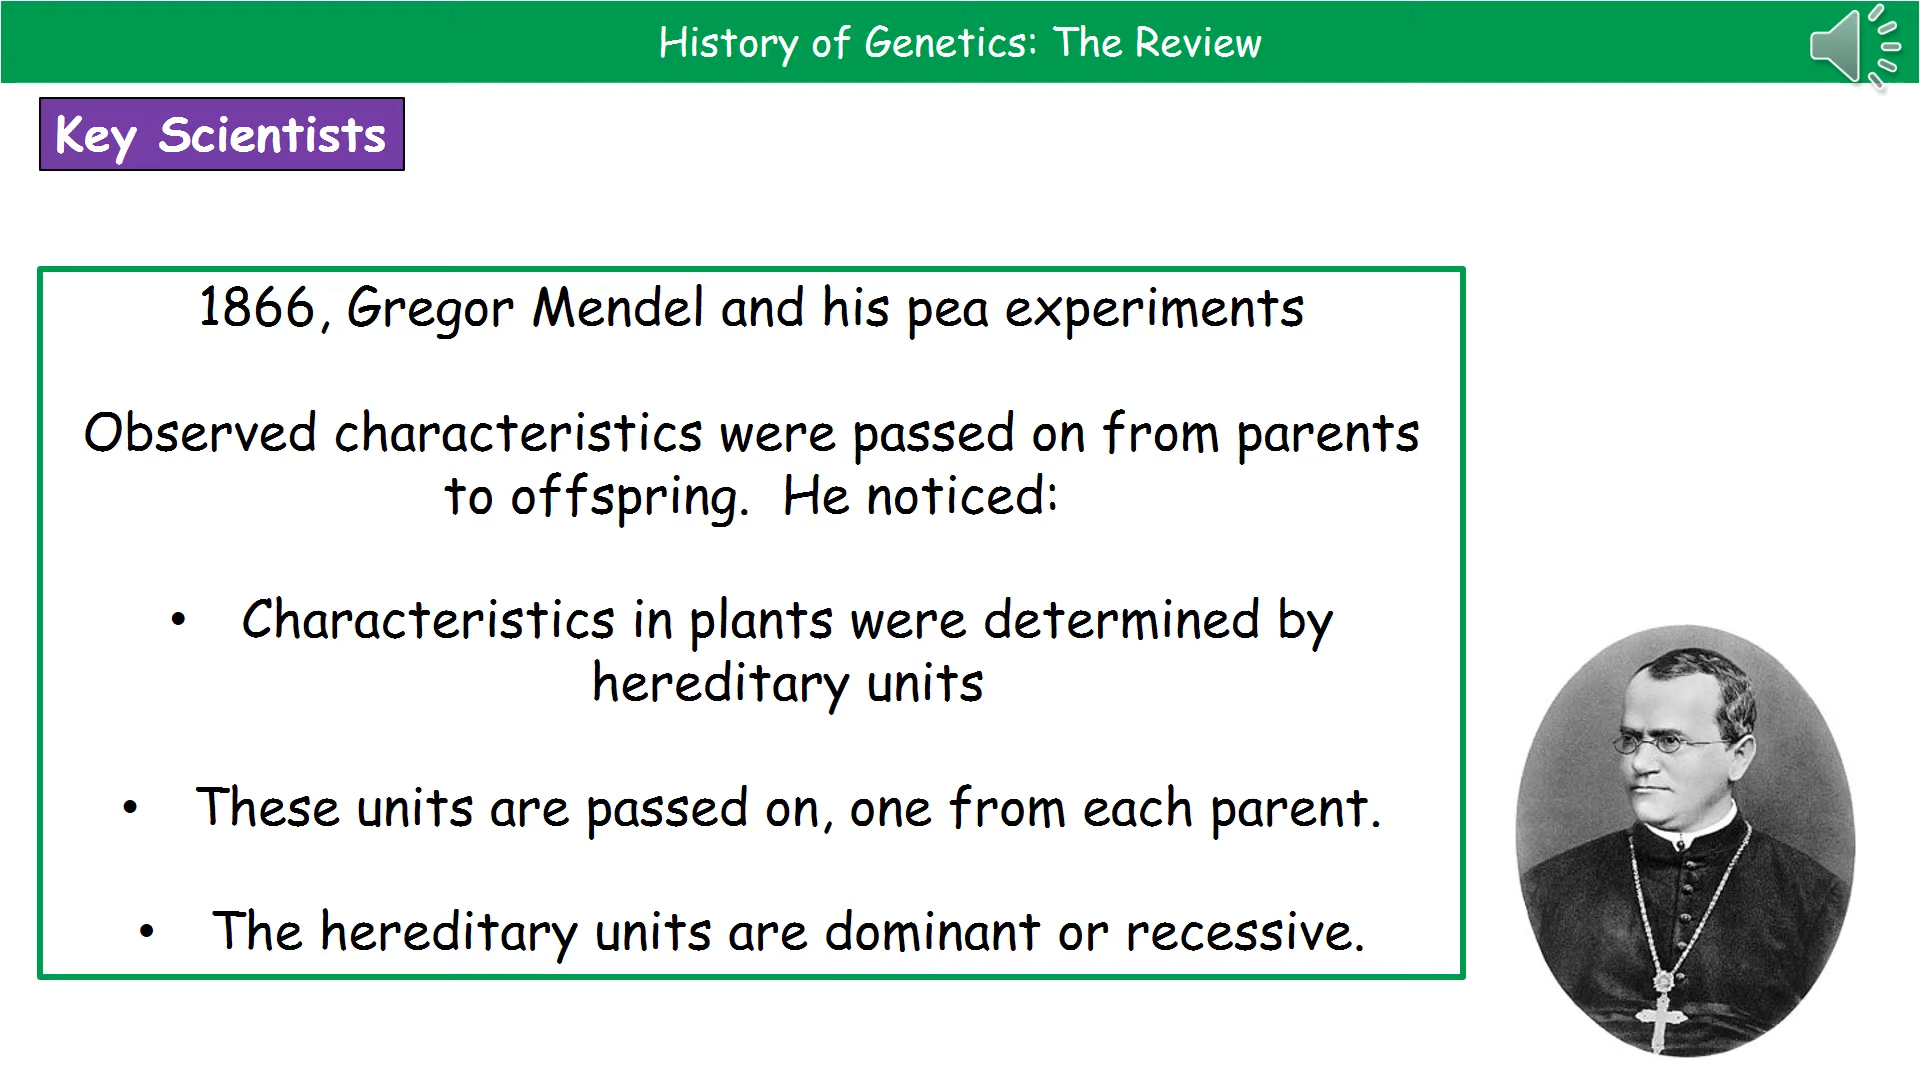 History of Genetics: The Review
Key Scientists
1866, Gregor Mendel and his pea experiments
Observed characteristics were passed on from parents
to offspring.  He noticed:
• Characteristics in plants were determined by
hereditary units
• These units are passed on, one from each parent.
• The hereditary units are dominant or recessive.